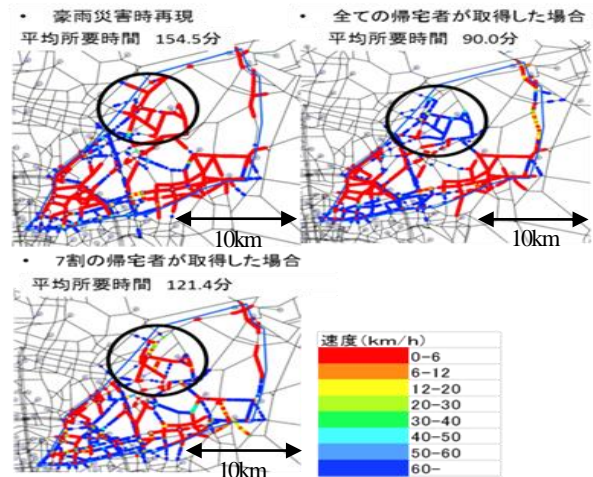 ・ 豪雨災害時再現
平均所要時間 154.5分
10km
・ 全ての帰宅者が取得した場合
平均所要時間 90.0分
10km
・ 7割の帰宅者が取得した場合
平均所要時間 121.4分
10km
速度(km/h)
0-6
6-12
12-20
20-30
30-40
40-50
50-60
60-